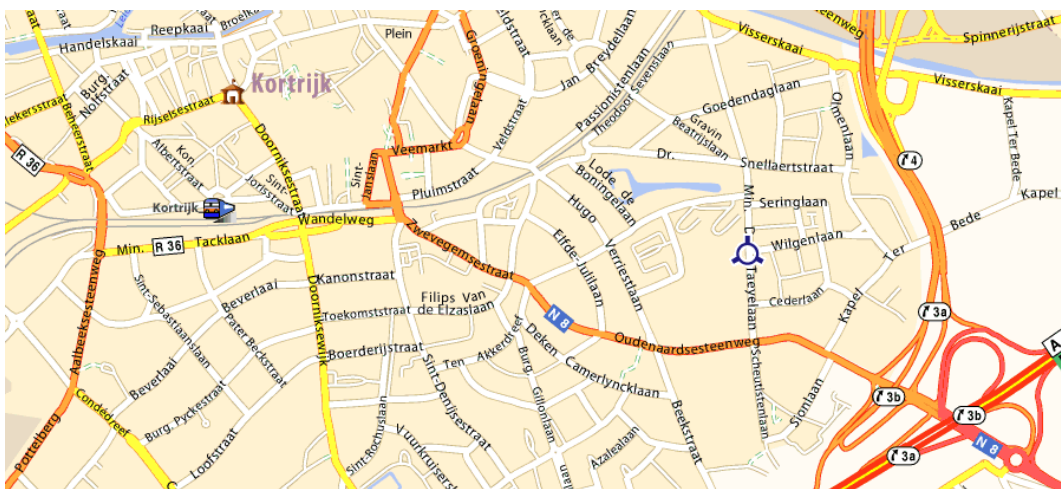 Handelskaai
Reepkaai
Broelkaai
Plein
Groeningelaan
Veldstraat
Jan Breydellaan
Passionistenlaan
Theodoor Sevenslaan
Visserskaai
Spinnerijstraat
Visserskaai
Burg.
Nolfstraat
Kortrijk
Rijselsestraat
Beheerstraat
Doorniksestraat
Goedendaglaan
Gravin
Beatrijslaan
Olmenlaan
Kapel Ter Bede
4
R 36
Kon.
Albertstraat
Sint-
Jorisstraat
Sint-
Janslaan
Veemarkt
Pluimstraat
Dr. Snellaertstraat
Lode de
Boningelaan
Kortrijk
Wandelweg
Hugo Verriestlaan
Min. C. Taeyelaan
Seringlaan
Kapel Ter Bede Kapel
Min. R 36 Tacklaan
Zwevegemsestraat
Elfde-Julilaan
Wilgenlaan
Aalbeeksesteenweg
Sint-Sebastiaanslaan
Beverlaai
Kanonstraat
Doorniksewijk
Filips Van
de Elzaslaan
Toekomststraat
Cederlaan
N 8
3a
Pater Beckstraat
Boerderijstraat
Ten Akkerdreef
Deken Camerlyncklaan
Oudenaardsesteenweg
A
Beverlaai
Condédreef
Burg. Pyckestraat
Loofstraat
Sint-Denijsestraat
Burg. Gillonlaan
Beekstraat
Scheutistenlaan
Sionlaan
3b
3b
N 8
Pottelberg
Sint-Rochuslaan
Azalealaan
3a